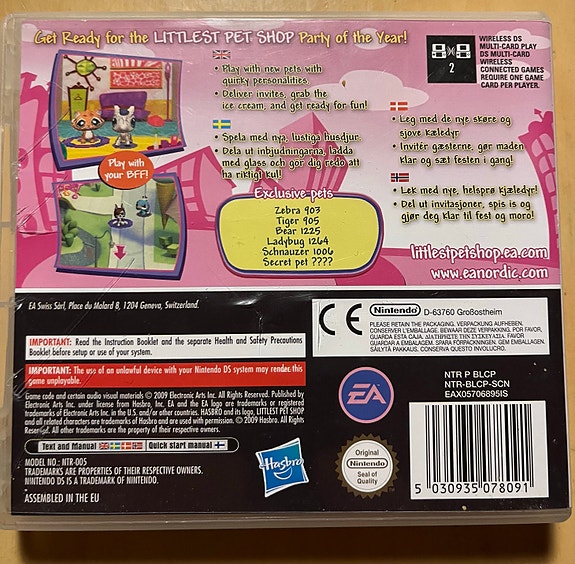 Get Ready for the LITTLEST PET SHOP Party of the Year!
• Play with new pets with
quirky personalities.
• Deliver invites, grab the
ice cream, and get ready for fun!
• Spela med nya, lustiga husdjur.
• Dela ut inbjudningarna, ladda
med glass och gör dig redo att
ha riktigt kul!
Play with
your BFF!
2
WIRELESS DS
MULTI-CARD PLAY
DS MULTI-CARD
WIRELESS
CONNECTED GAMES
REQUIRE ONE GAME
CARD PER PLAYER.
• Leg med de nye skøre og
sjove kæledyr
• Invitér gæsterne, gør maden
klar og sæt festen i gang!
• Lek med nye, helsprø kjæledyr!
• Del ut invitasjoner, spis is og
gjør deg klar til fest og moro!
Exclusive pets
Zebra 903
Tiger 905
Bear 1225
Ladybug 1264
Schnauzer 1006
Secret pet ????
littlestpetshop.ea.com
www.eanordic.com
EA Swiss Sàrl, Place du Molard 8, 1204 Geneva, Switzerland.
IMPORTANT: Read the Instruction Booklet and the separate Health and Safety Precautions
Booklet before setup or use of your system.
IMPORTANT: The use of an unlawful device with your Nintendo DS system may render this
game unplayable.
Game code and certain audio visual materials © 2009 Electronic Arts Inc. All Rights Reserved. Published by
Electronic Arts Inc. under license from Hasbro, Inc. EA and the EA logo are trademarks or registered
trademarks of Electronic Arts Inc. in the U.S. and/or other countries. HASBRO and its logo, LITTLEST PET SHOP
and all related characters are trademarks of Hasbro and are used with permission. © 2009 Hasbro. All Rights
Reserved. All other trademarks are the property of their respective owners.
Text and Manual
Quick start manual
MODEL NO.: NTR-005
TRADEMARKS ARE PROPERTIES OF THEIR RESPECTIVE OWNERS.
NINTENDO DS IS A TRADEMARK OF NINTENDO.
ASSEMBLED IN THE EU
CE
Nintendo D-63760 Großostheim
PLEASE RETAIN THE PACKAGING. VERPACKUNG AUFHEBEN.
CONSERVER L'EMBALLAGE. BEWAAR DEZE VERPAKKING. POR FAVOR,
GUARDA ESTA CAJA. ΔΙΑΤΗΡΗΣΤΕ ΤΗΝ ΣΥΣΚΕΥΑΣΙΑ. FAVOR
GUARDAR A EMBALAGEM. SPARA FÖRPACKNINGEN. GEM EMBALLAGEN.
SÄILYTÄ PAKKAUS. CONSERVA QUESTO INVOLUCRO.
EA
Hasbro
Original
Nintendo
Seal of
Quality
NTR P BLCP
NTR-BLCP-SCN
EAX05706895IS
5 030935 078091